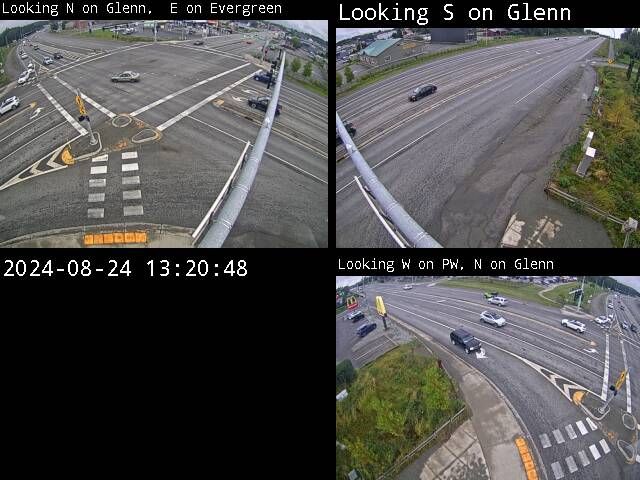 Looking N on Glenn,  E on Evergreen
Looking S on Glenn
2024-08-24 13:20:48
Looking W on PW, N on Glenn